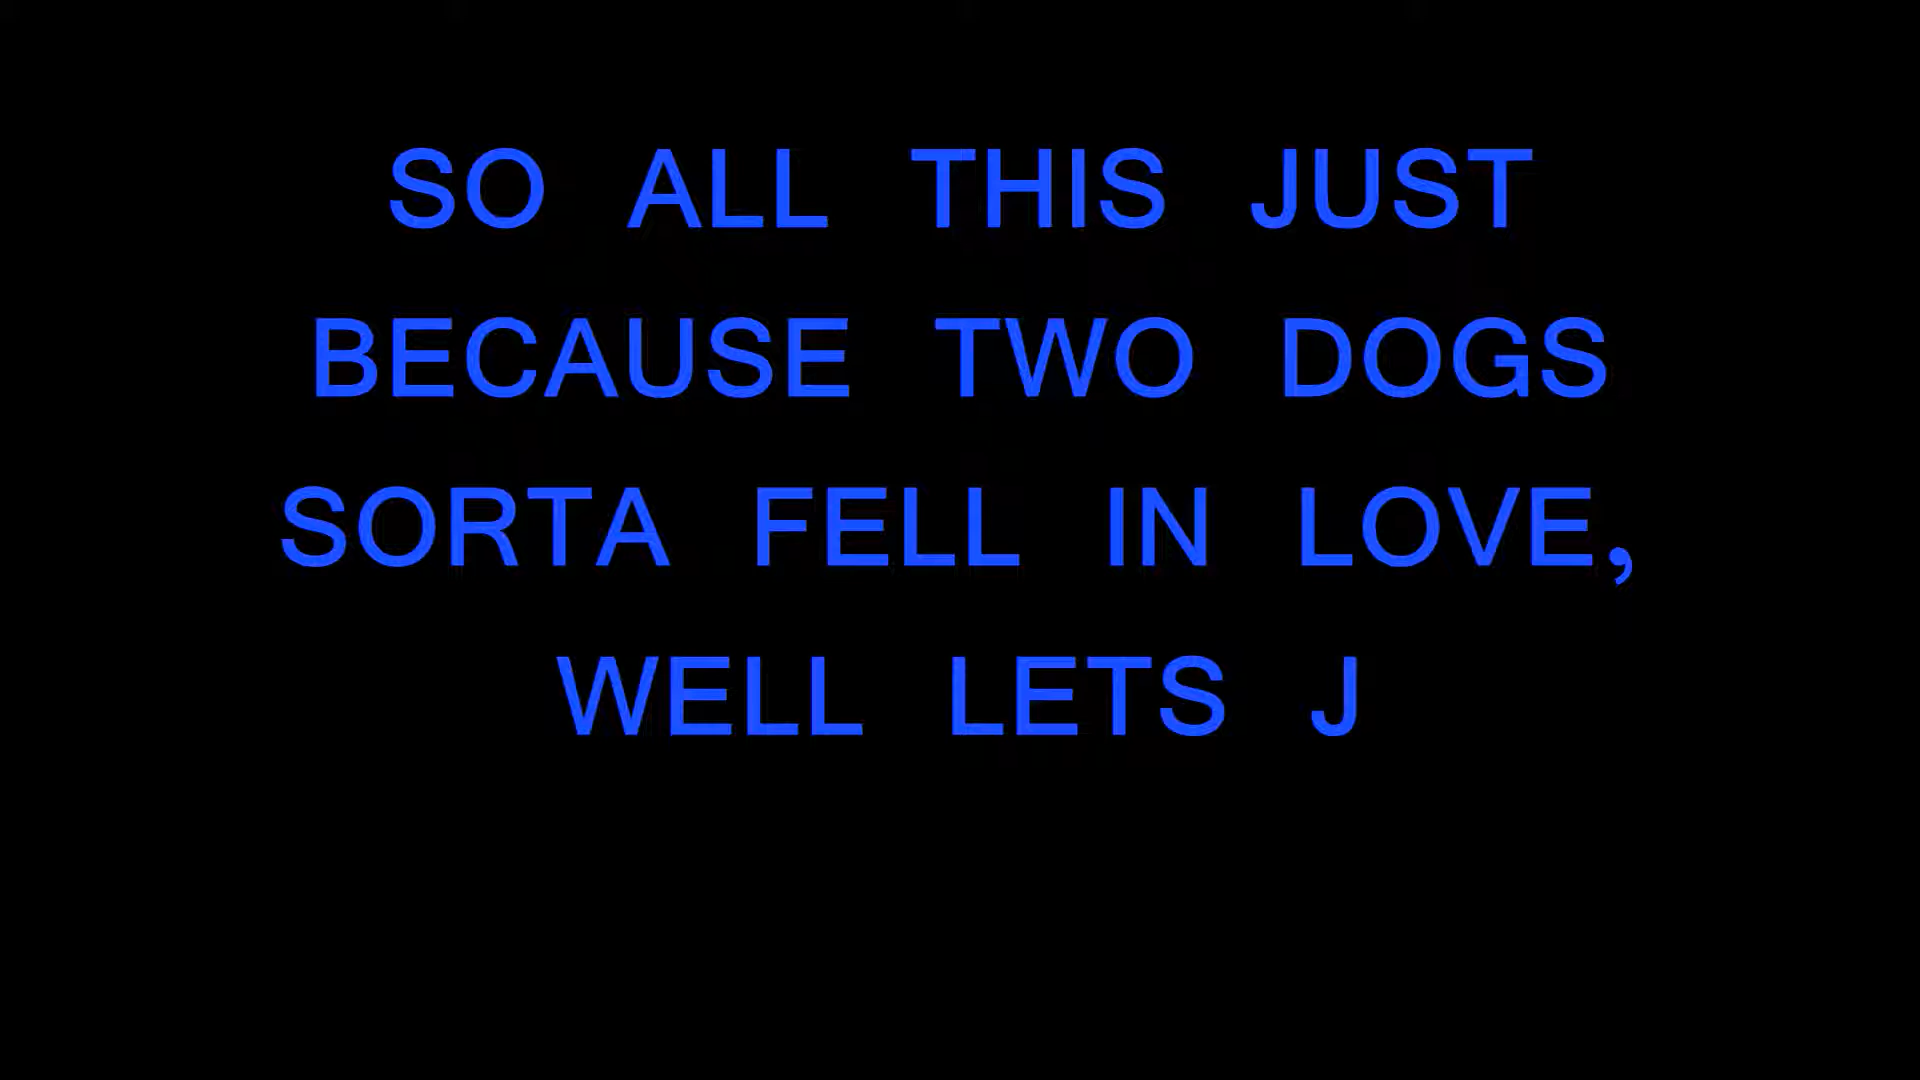 SO ALL THIS JUST
BECAUSE TWO DOGS
SORTA FELL IN LOVE,
WELL LETS J